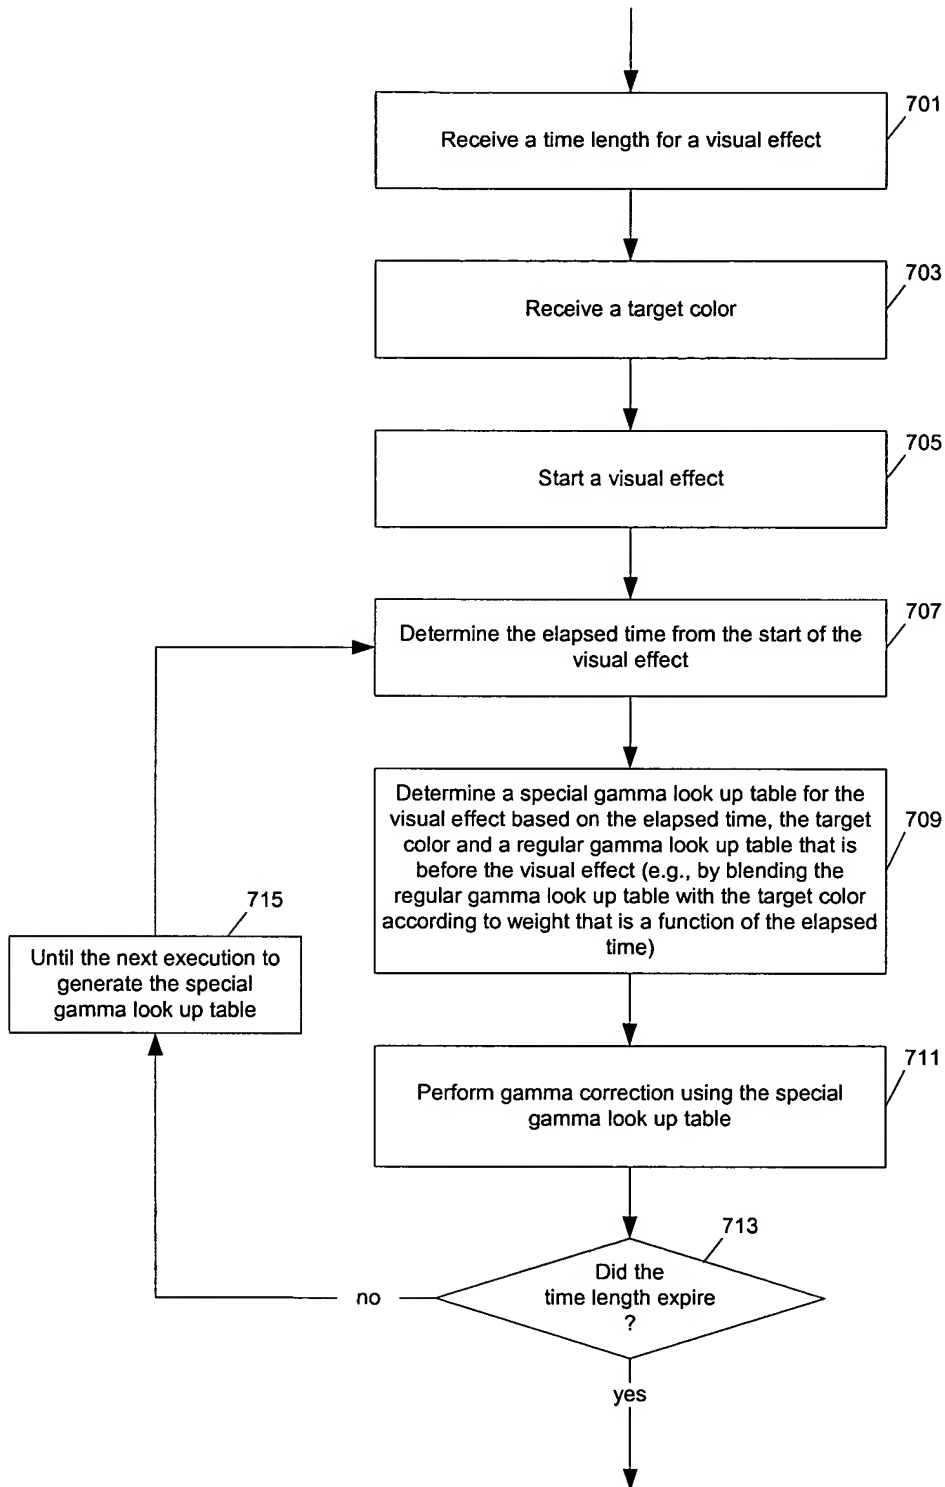 701
Receive a time length for a visual effect
703
Receive a target color
705
Start a visual effect
707
Determine the elapsed time from the start of the
visual effect
709
Determine a special gamma look up table for the
visual effect based on the elapsed time, the target
color and a regular gamma look up table that is
before the visual effect (e.g., by blending the
regular gamma look up table with the target color
according to weight that is a function of the elapsed
time)
715
Until the next execution to
generate the special
gamma look up table
711
Perform gamma correction using the special
gamma look up table
713
Did the
time length expire
?
no
yes